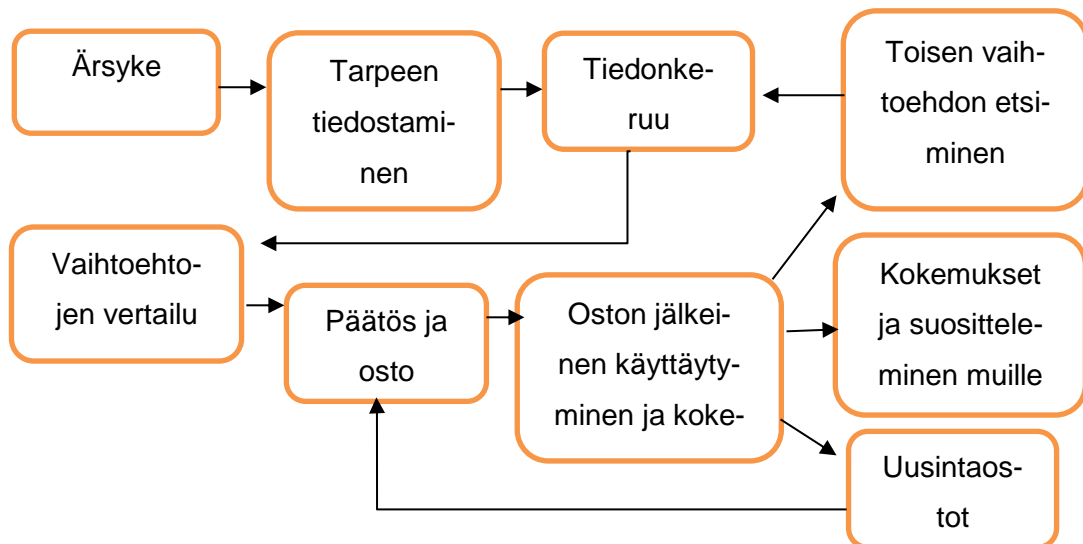 Ärsyke
Tarpeen
tiedostami-
nen
Tiedonke-
ruu
Toisen vaih-
toehdon etsi-
minen
Vaihtoehto-
jen vertailu
Päätös ja
osto
Oston jälkei-
nen käyttäyty-
minen ja koke-
Kokemukset
ja suosittele-
minen muille
Uusintaos-
tot